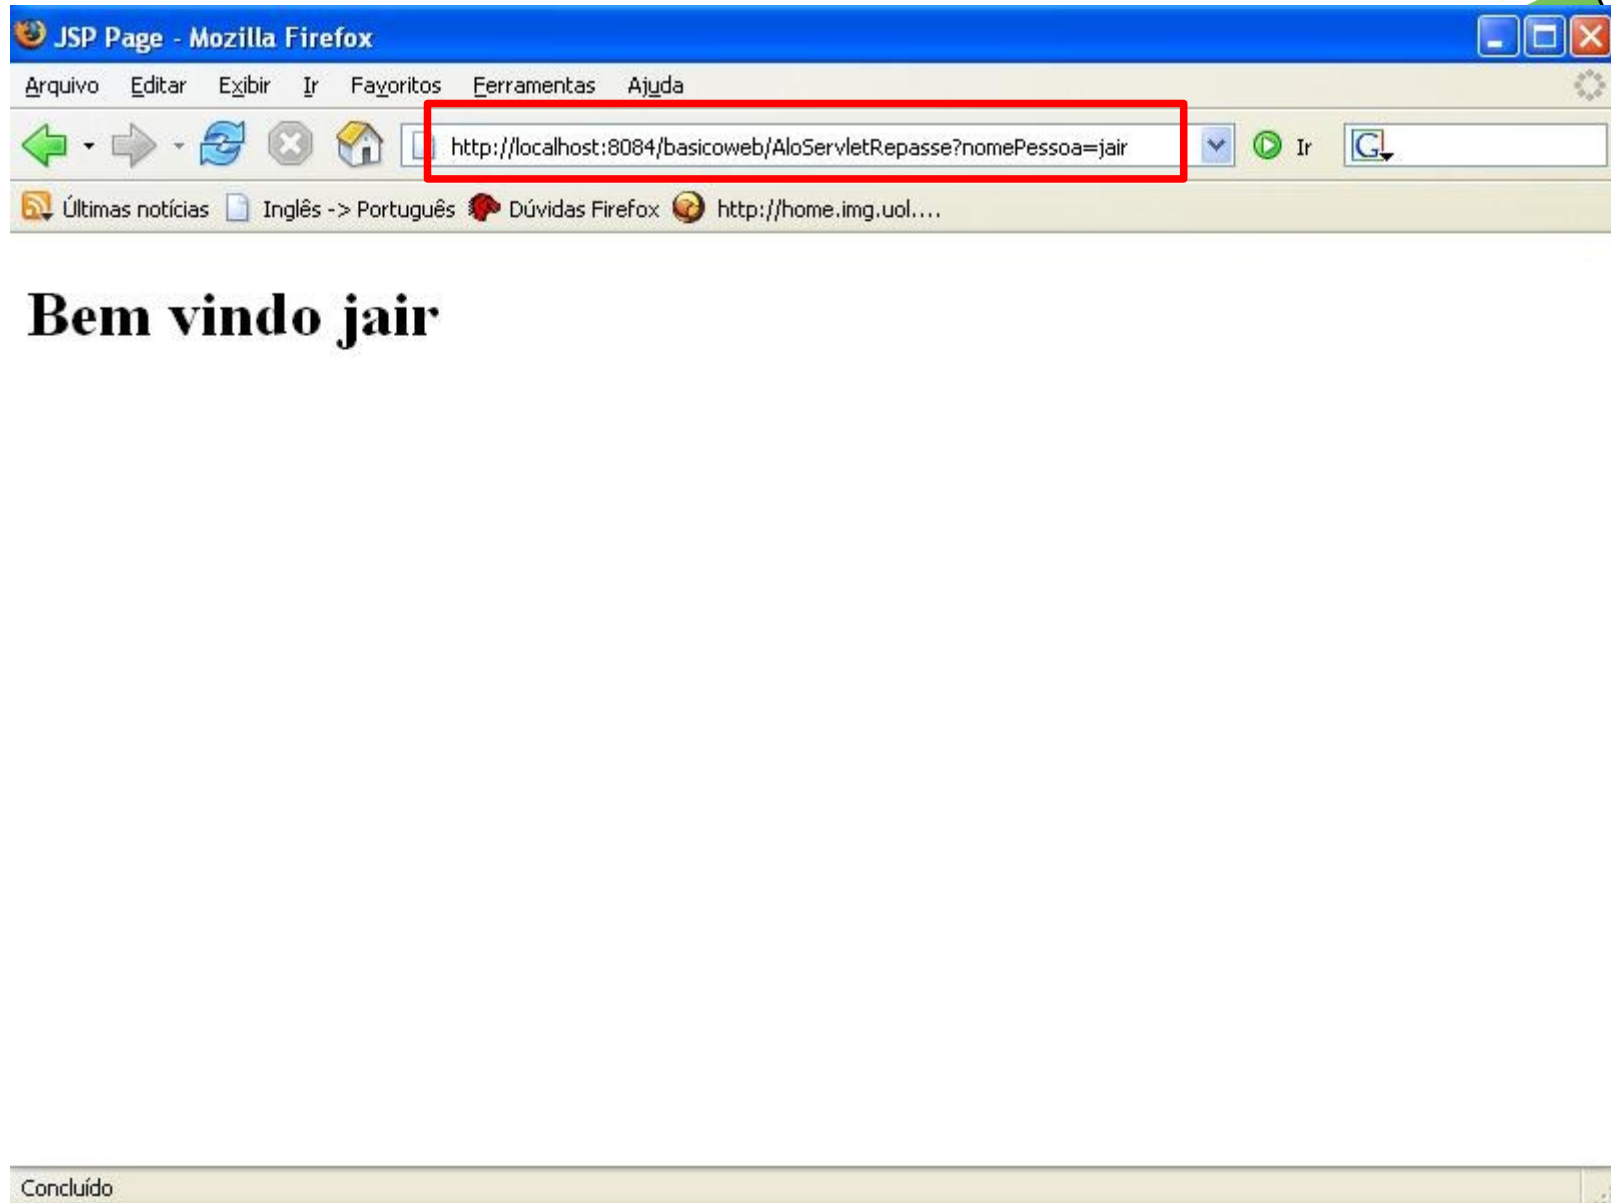 JSP Page - Mozilla Firefox
Arquivo Editar Exibir Ir Favoritos Ferramentas Ajuda
http://localhost:8084/basicoweb/AloServletRepasse?nomePessoa=jair Ir G
Últimas notícias Inglês -> Português Dúvidas Firefox http://home.img.uol....
Bem vindo jair
Concluído